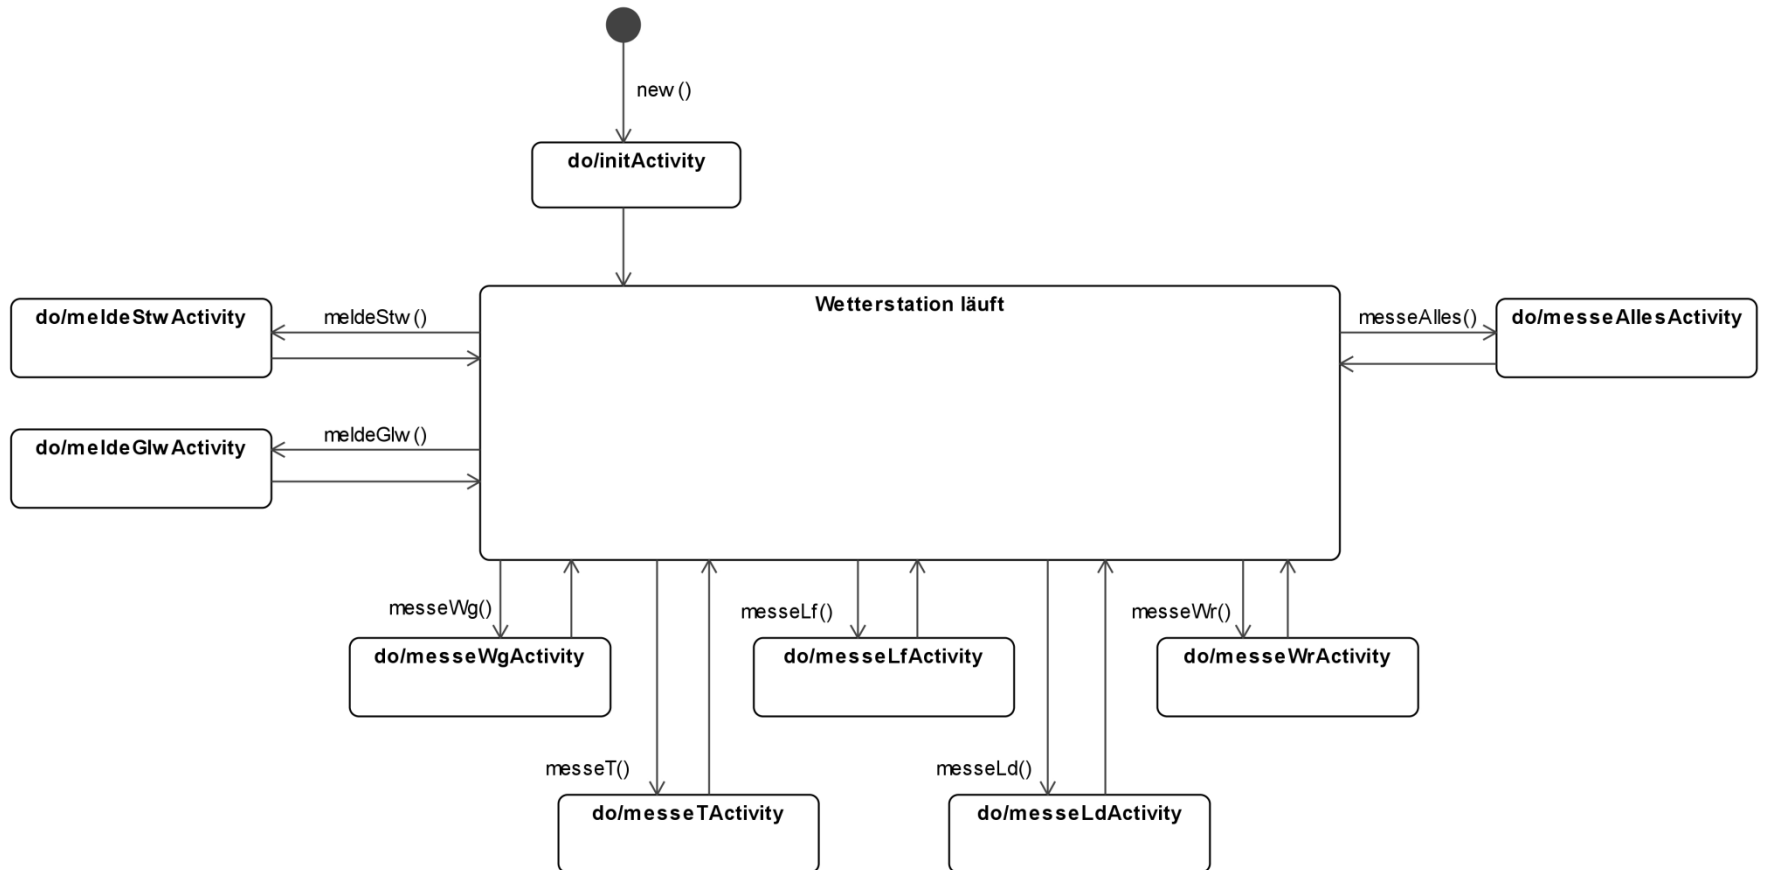 new()
do/initActivity
Wetterstation läuft
do/meldeStwActivity
meldeStw()
messeAlles()
do/messeAllesActivity
meldeGlw()
do/meldeGlwActivity
messeWg()
messeLf()
messeWr()
do/messeWgActivity
do/messeLfActivity
do/messeWrActivity
messeT()
messeLd()
do/messeTActivity
do/messeLdActivity